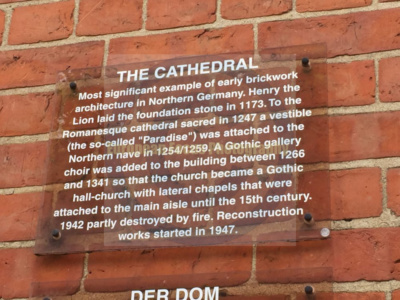 THE CATHEDRAL
Most significant example of early brickwork
architecture in Northern Germany. Henry the
Lion laid the foundation stone in 1173. To the
Romanesque cathedral sacred in 1247 a vestible
(the so-called "Paradise") was attached to the
Northern nave in 1254/1259. A Gothic gallery
choir was added to the building between 1266
and 1341 so that the church became a Gothic
hall-church with lateral chapels that were
attached to the main aisle until the 15th century.
1942 partly destroyed by fire. Reconstruction
works started in 1947.
DER DOM